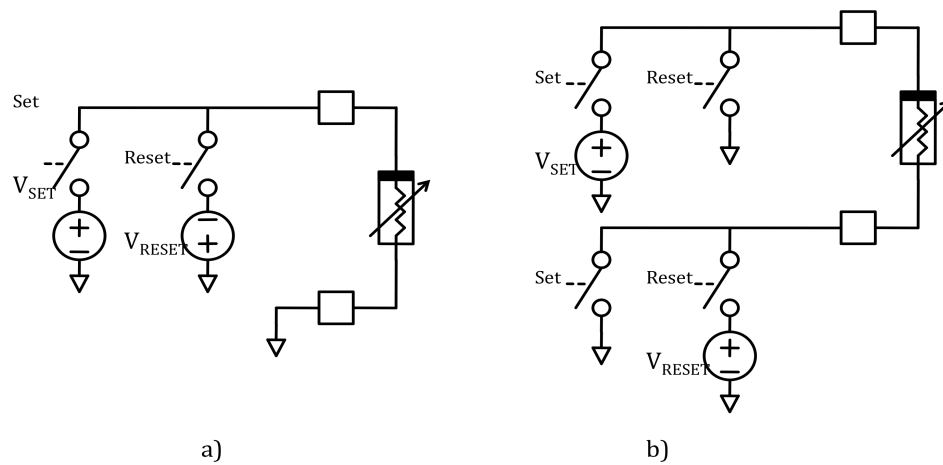 Set
Reset
V_SET
V_RESET
a)
Set
Reset
V_SET
Set
Reset
V_RESET
b)